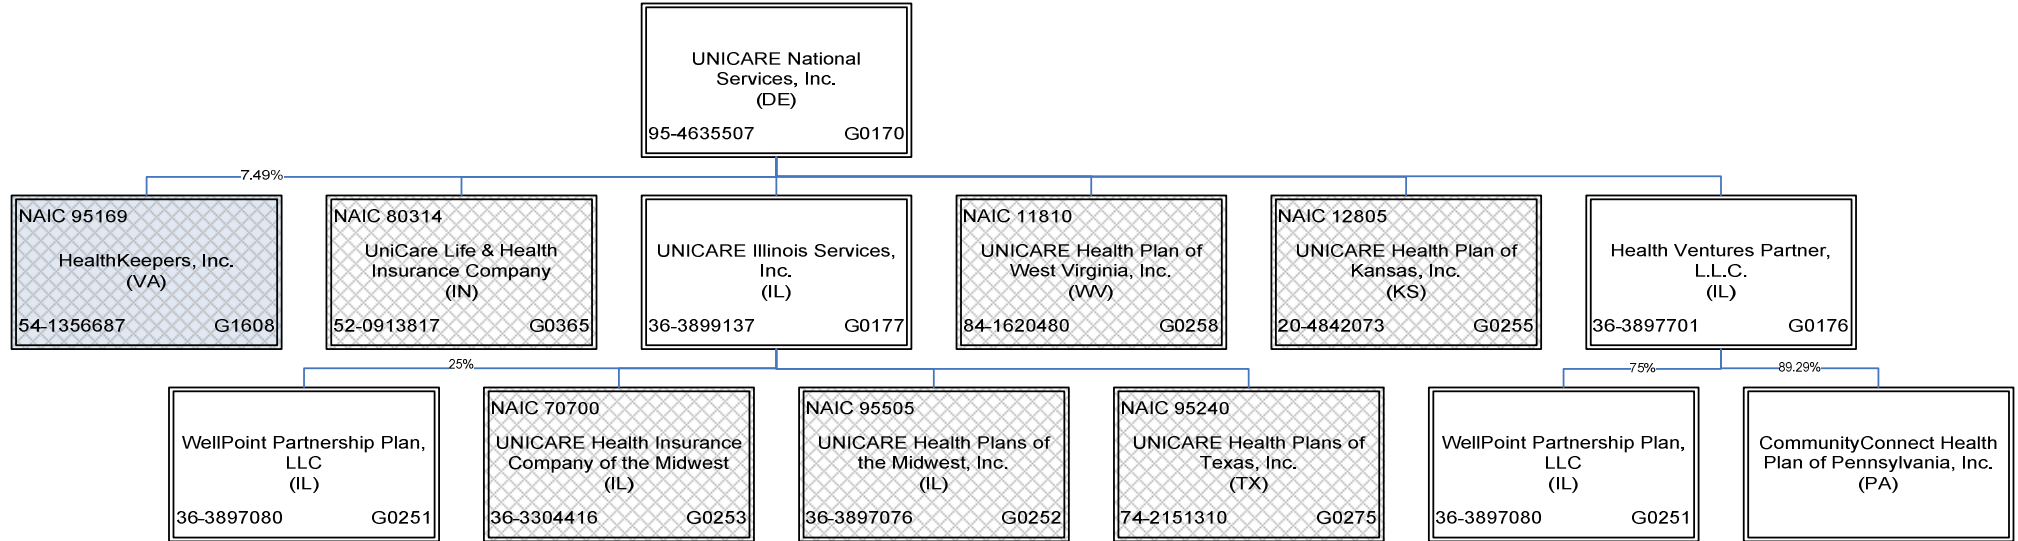 UNICARE National
Services, Inc.
(DE)
95-4635507 G0170
7.49%
NAIC 95169
HealthKeepers, Inc.
(VA)
54-1356687 G1608
NAIC 80314
UniCare Life & Health
Insurance Company
(IN)
52-0913817 G0365
UNICARE Illinois Services,
Inc.
(IL)
36-3899137 G0177
NAIC 11810
UNICARE Health Plan of
West Virginia, Inc.
(WV)
84-1620480 G0258
NAIC 12805
UNICARE Health Plan of
Kansas, Inc.
(KS)
20-4842073 G0255
Health Ventures Partner,
L.L.C.
(IL)
36-3897701 G0176
25%
75%
89.29%
WellPoint Partnership Plan,
LLC
(IL)
36-3897080 G0251
NAIC 70700
UNICARE Health Insurance
Company of the Midwest
(IL)
36-3304416 G0253
NAIC 95505
UNICARE Health Plans of
the Midwest, Inc.
(IL)
36-3897076 G0252
NAIC 95240
UNICARE Health Plans of
Texas, Inc.
(TX)
74-2151310 G0275
WellPoint Partnership Plan,
LLC
(IL)
36-3897080 G0251
CommunityConnect Health
Plan of Pennsylvania, Inc.
(PA)